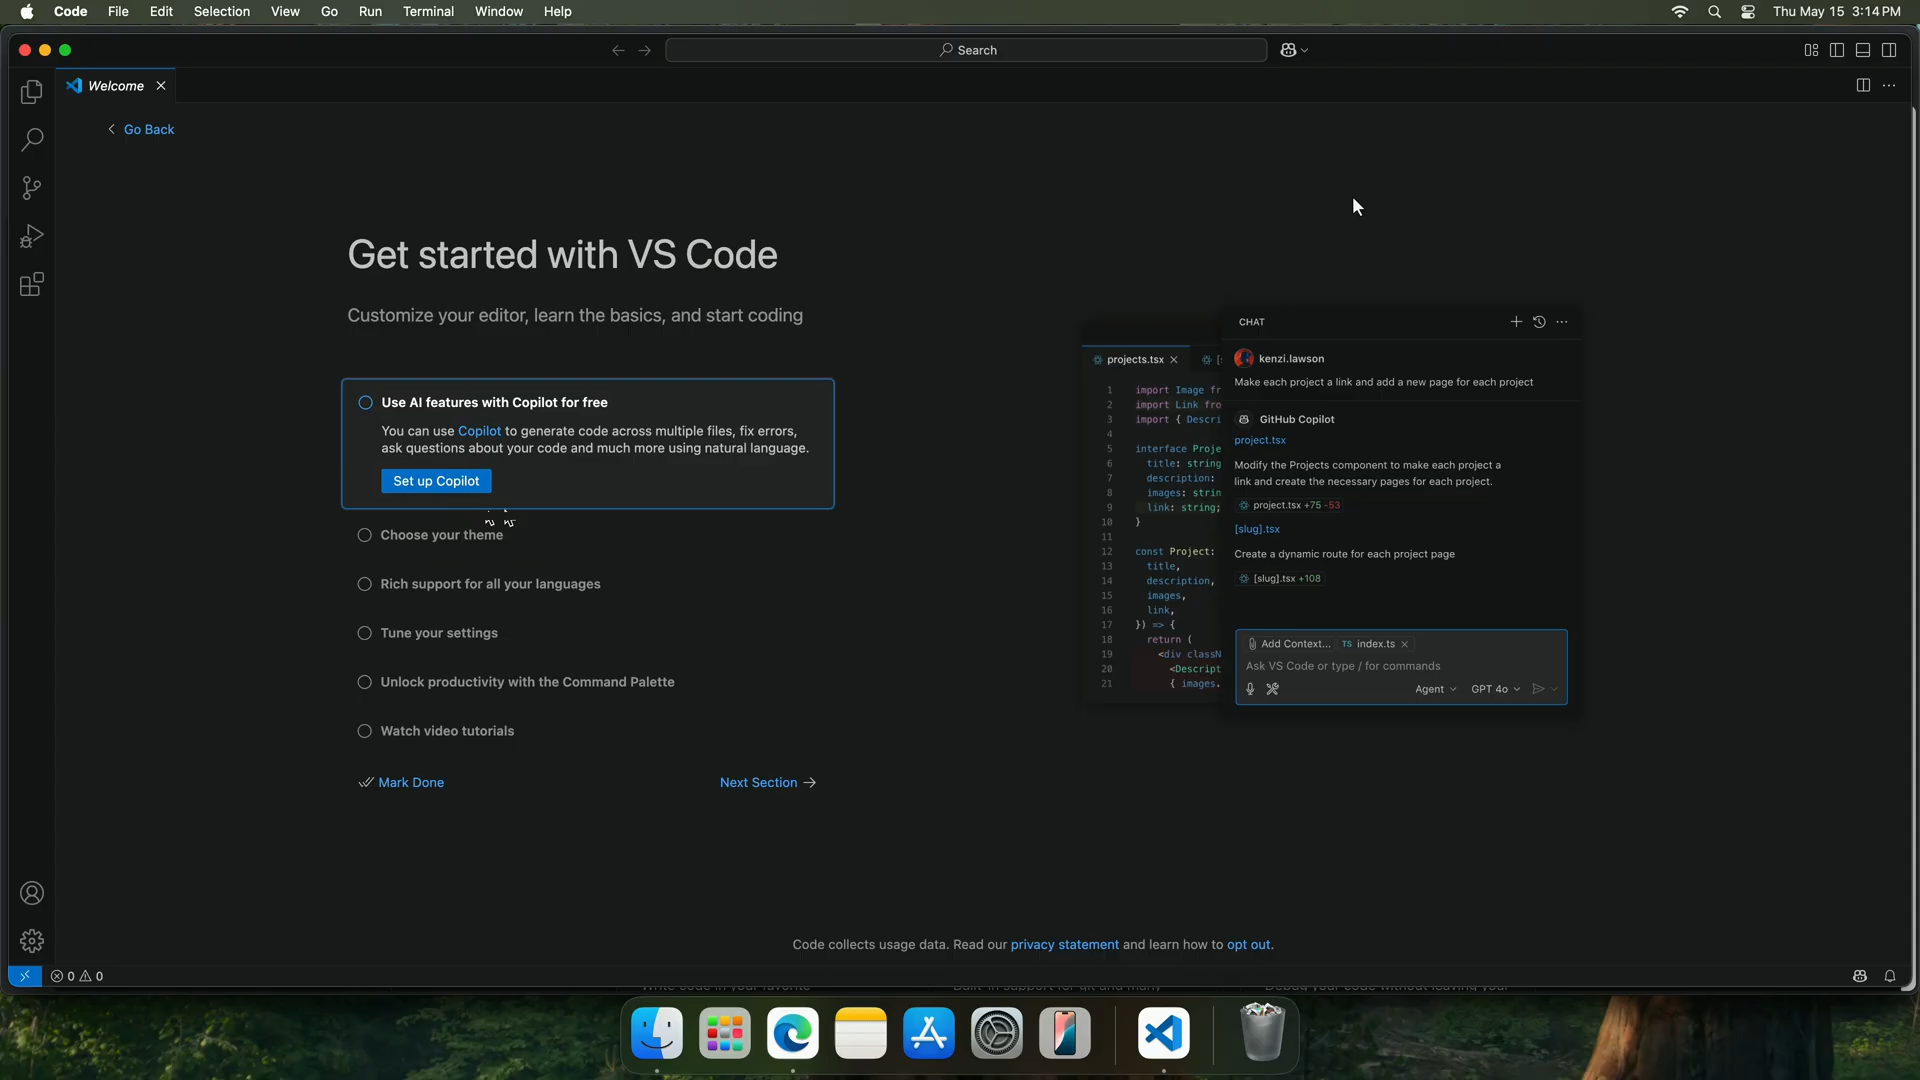 Code File Edit Selection View Go Run Terminal Window Help Thu May 15 3:14 PM
Search
Welcome
Go Back
Get started with VS Code
Customize your editor, learn the basics, and start coding
Use AI features with Copilot for free
You can use Copilot to generate code across multiple files, fix errors,
ask questions about your code and much more using natural language.
Set up Copilot
Choose your theme
Rich support for all your languages
Tune your settings
Unlock productivity with the Command Palette
Watch video tutorials
Mark Done Next Section
projects.tsx
1 import Image fr
2 import Link fro
3 import { Descri
4
5 interface Proje
6 title: string
7 description:
8 images: strin
9 link: string;
10 }
11
12 const Project:
13 title,
14 description,
15 images,
16 link,
17 }) => {
18 return (
19 <div classN
20 <Descript
21 { images.
CHAT
kenzi.lawson
Make each project a link and add a new page for each project
GitHub Copilot
project.tsx
Modify the Projects component to make each project a
link and create the necessary pages for each project.
project.tsx +75 -53
[slug].tsx
Create a dynamic route for each project page
[slug].tsx +108
Add Context... TS index.ts
Ask VS Code or type / for commands
Agent GPT 4o
Code collects usage data. Read our privacy statement and learn how to opt out.
0 0